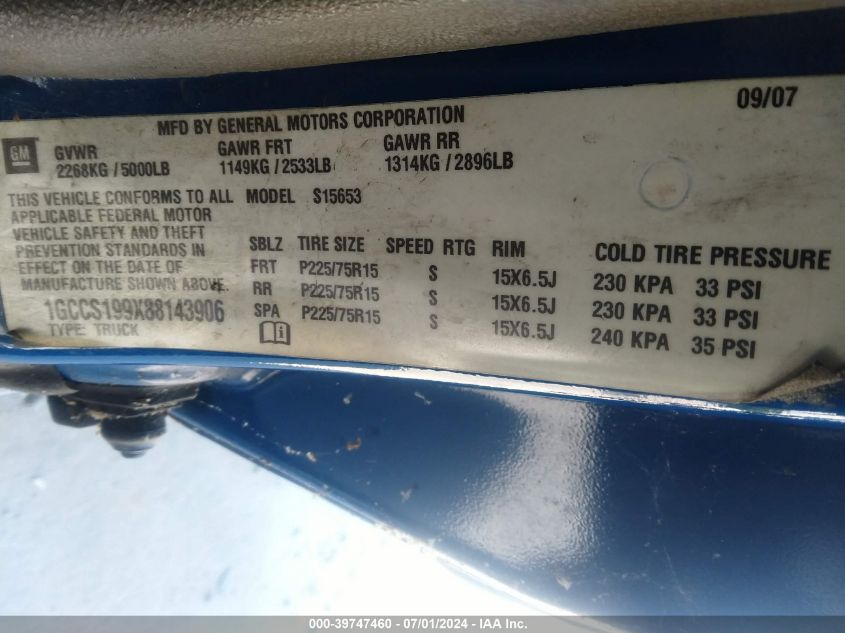 MFD BY GENERAL MOTORS CORPORATION 09/07
GM
GVWR GAWR FRT GAWR RR
2268KG / 5000LB 1149KG / 2533LB 1314KG / 2896LB
THIS VEHICLE CONFORMS TO ALL MODEL S15653
APPLICABLE FEDERAL MOTOR
VEHICLE SAFETY AND THEFT
PREVENTION STANDARDS IN
EFFECT ON THE DATE OF
MANUFACTURE SHOWN ABOVE.
1GCCS199X88143906
TYPE: TRUCK
SBLZ TIRE SIZE SPEED RTG RIM COLD TIRE PRESSURE
FRT P225/75R15 S 15X6.5J 230 KPA 33 PSI
RR P225/75R15 S 15X6.5J 230 KPA 33 PSI
SPA P225/75R15 S 15X6.5J 240 KPA 35 PSI
000-39747460 / 07/01/2024 - IAA Inc.